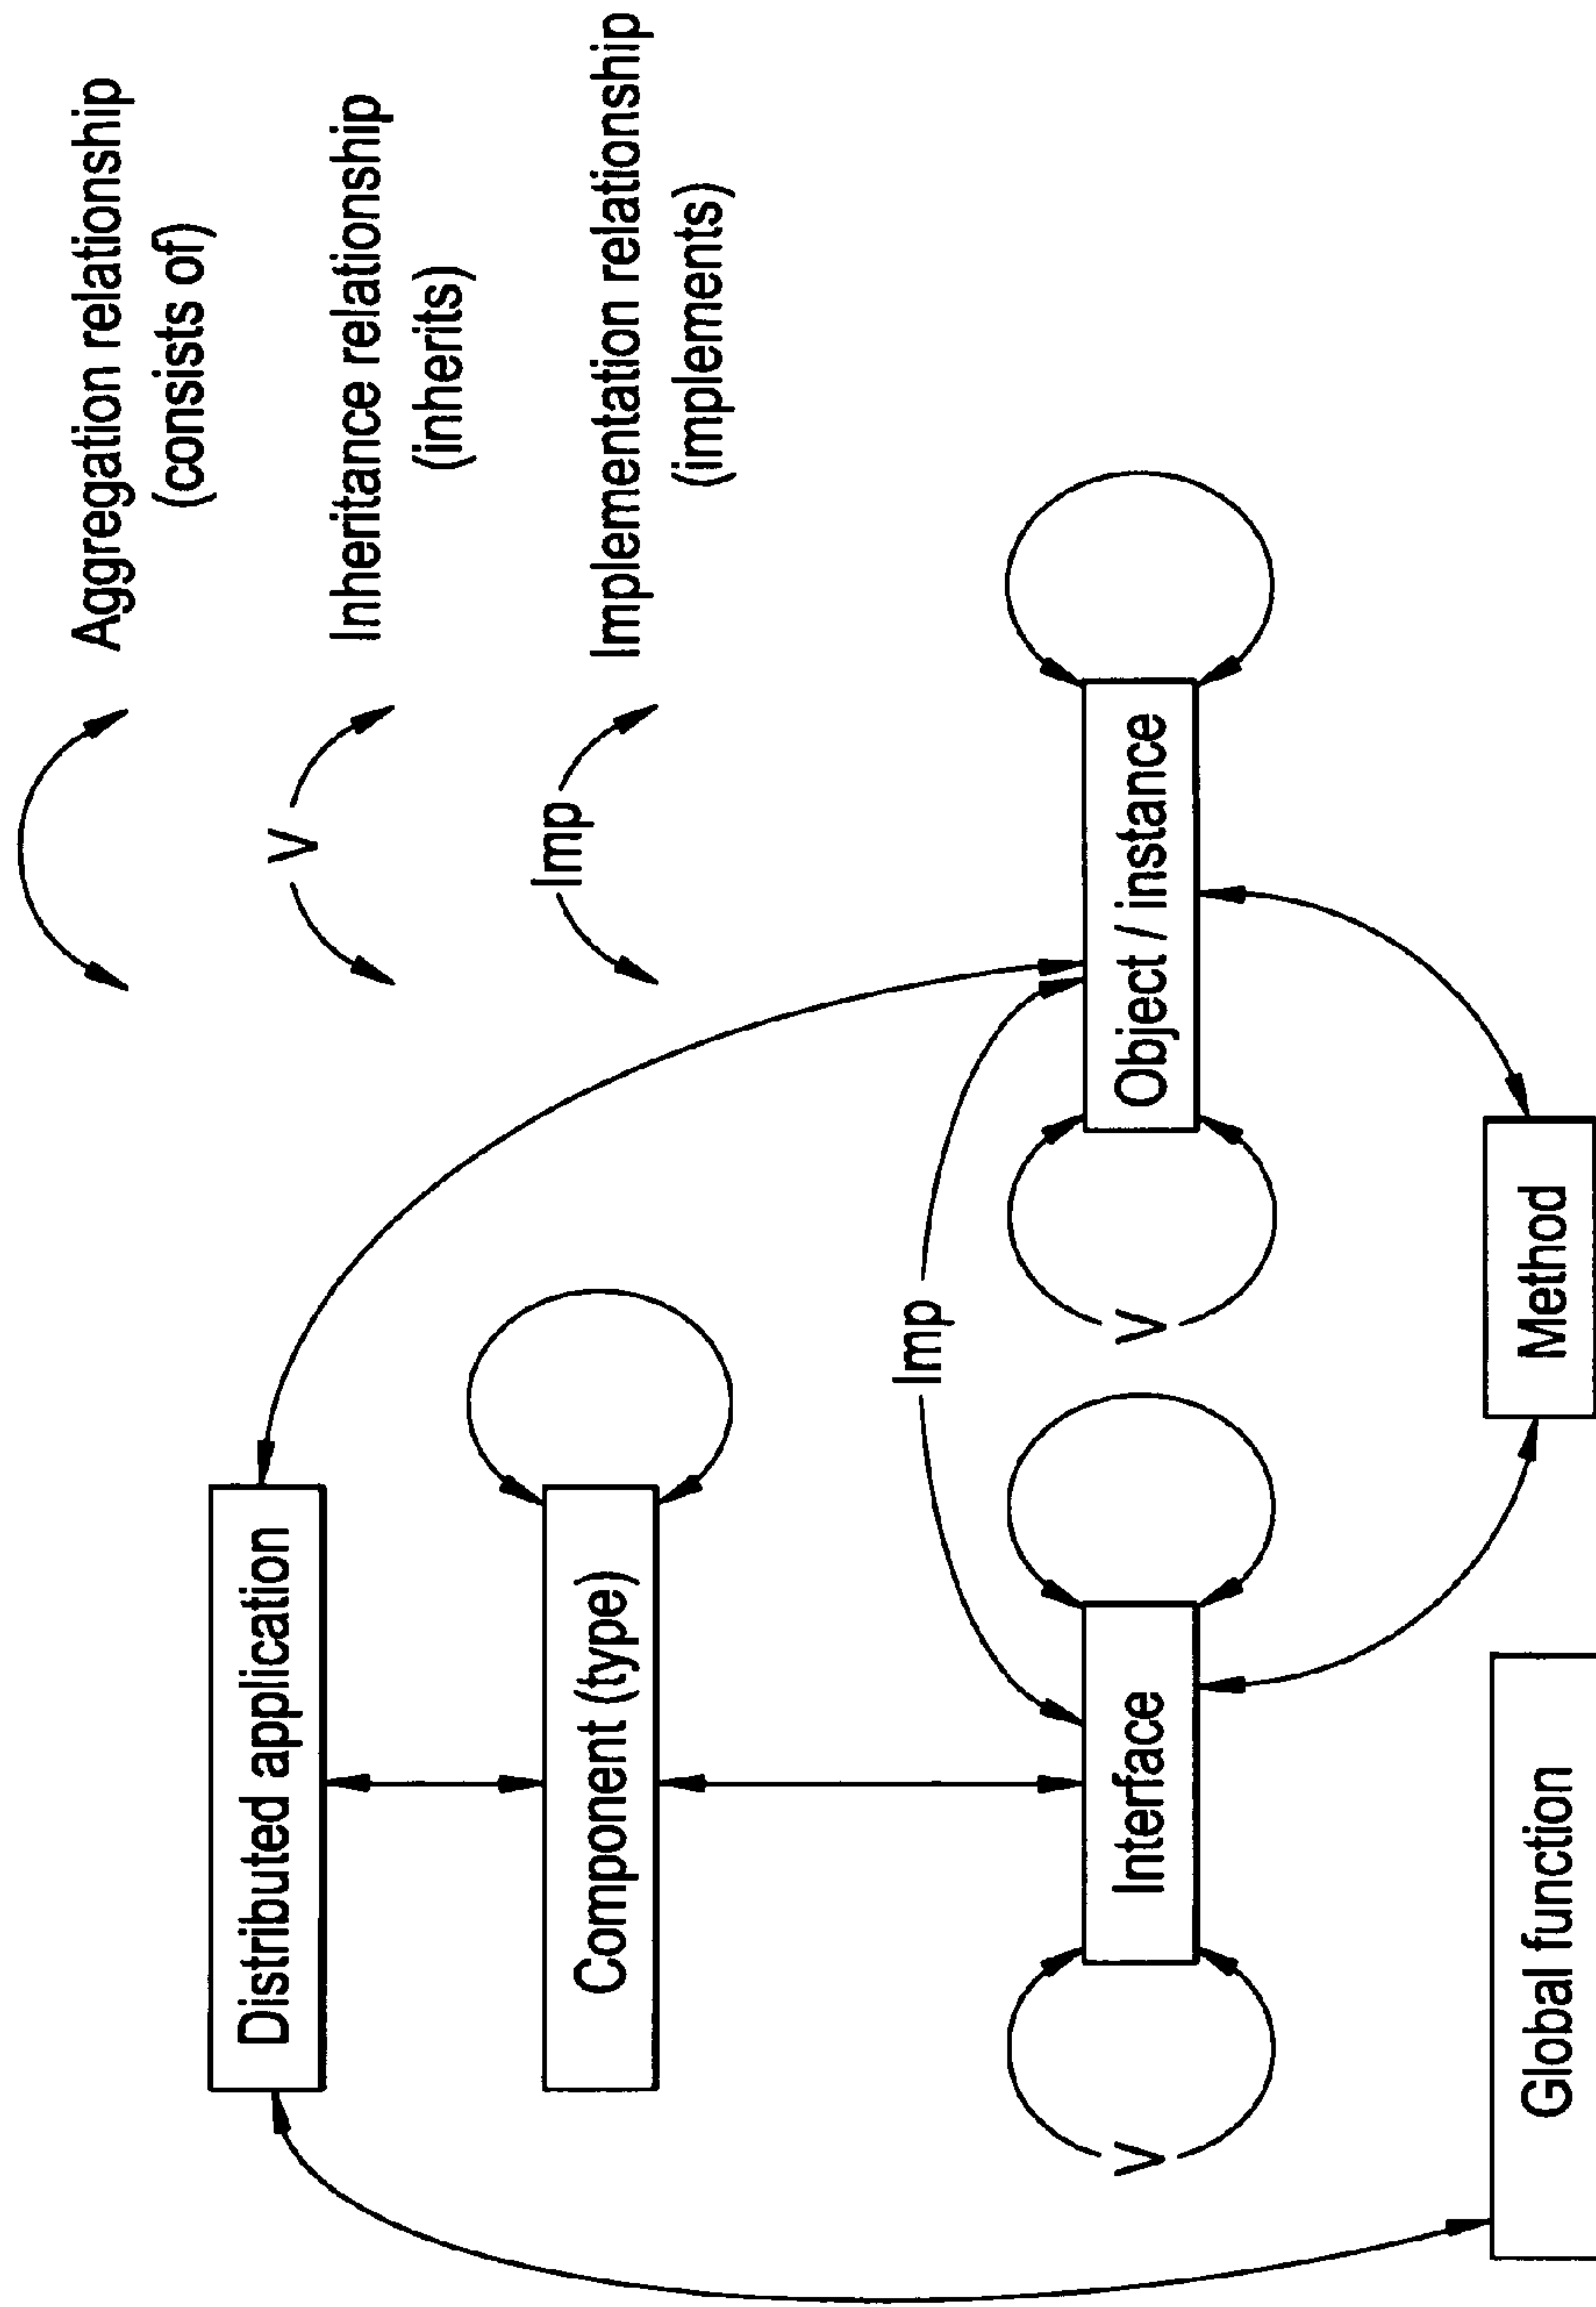 Aggregation relationship
(consists of)
V
Inheritance relationship
(inherits)
Imp
Implementation relationship
(implements)
Distributed application
Component (type)
Imp
V
Interface
V
Object / instance
Global function
Method